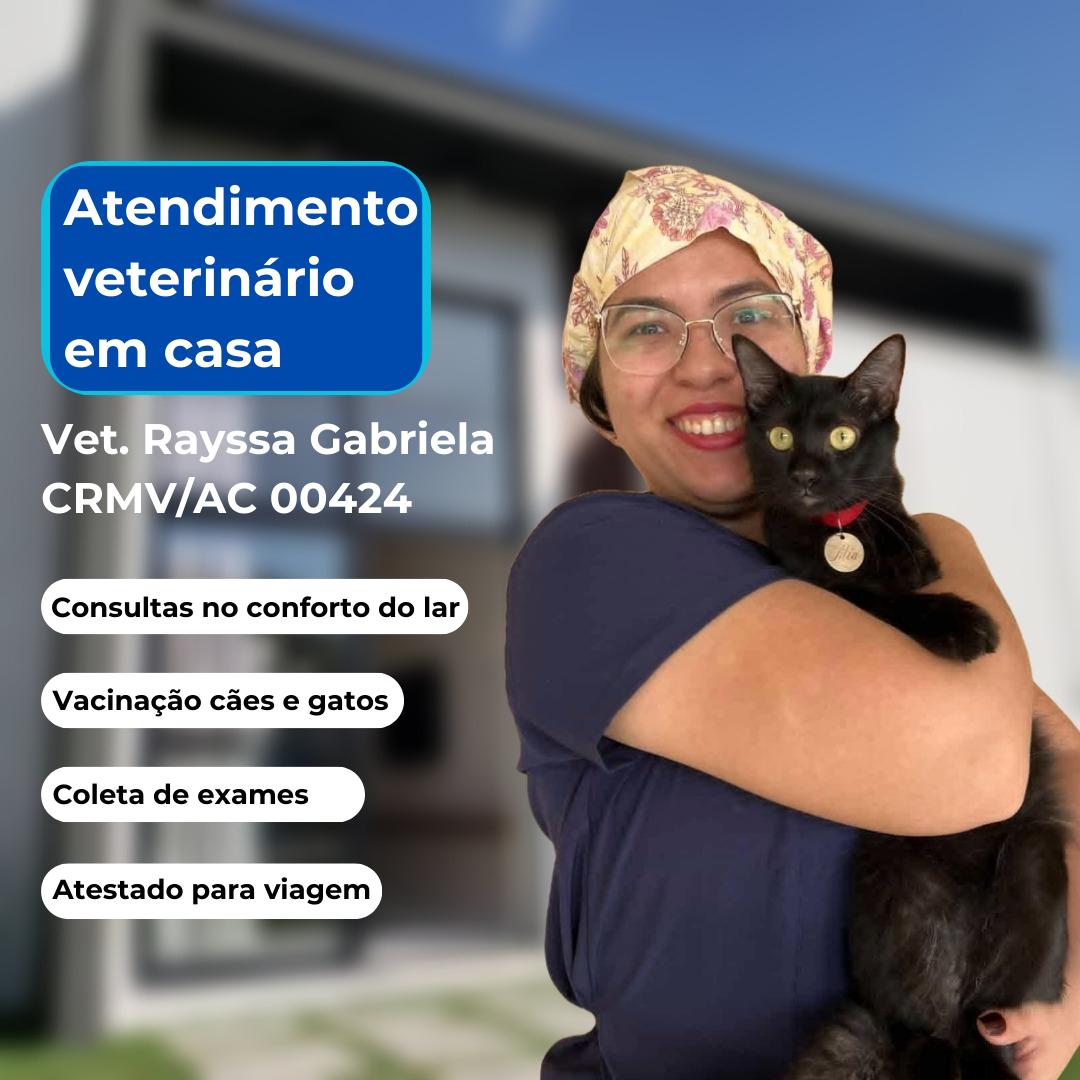 Atendimento
veterinário
em casa
Vet. Rayssa Gabriela
CRMV/AC 00424
Consultas no conforto do lar
Vacinação cães e gatos
Coleta de exames
Atestado para viagem